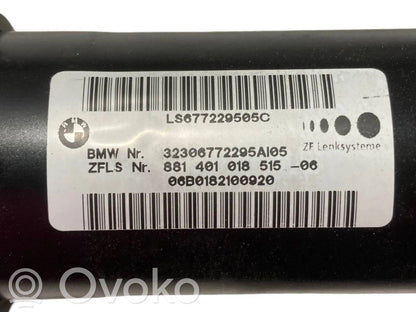 LS677229505C
BMW Nr. 32306772295AI05
ZFLS Nr. 881 401 018 515 -06
06B0182100920
ZF Lenksysteme
OVOKO